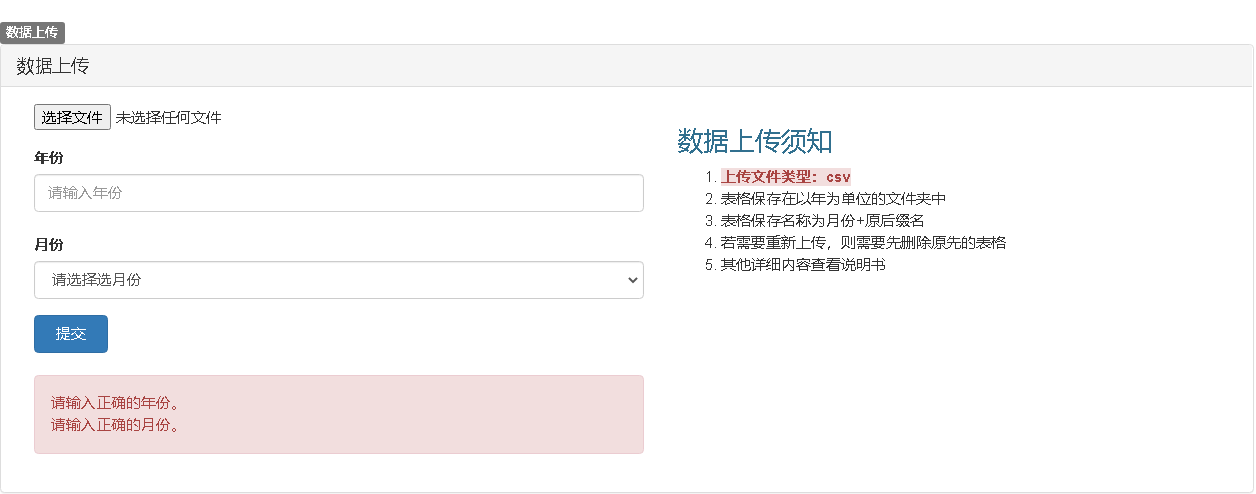 数据上传
数据上传
选择文件 未选择任何文件
年份
请输入年份
月份
请选择选月份
提交
请输入正确的年份。
请输入正确的月份。
数据上传须知
1. 上传文件类型：csv
2. 表格保存在以年为单位的文件夹中
3. 表格保存名称为月份+原后缀名
4. 若需要重新上传，则需要先删除原先的表格
5. 其他详细内容查看说明书